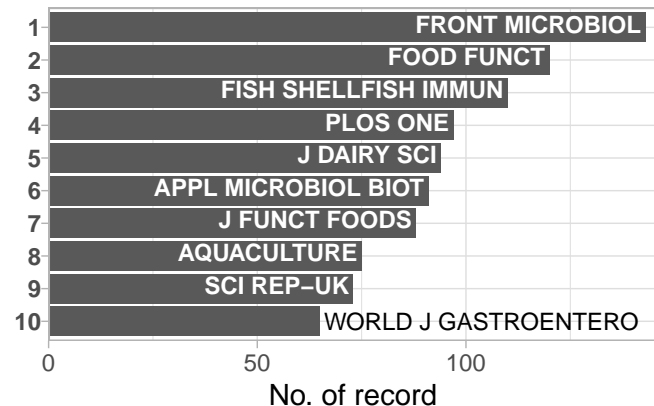 1 FRONT MICROBIOL
2 FOOD FUNCT
3 FISH SHELLFISH IMMUN
4 PLOS ONE
5 J DAIRY SCI
6 APPL MICROBIOL BIOT
7 J FUNCT FOODS
8 AQUACULTURE
9 SCI REP−UK
10 WORLD J GASTROENTERO
0 50 100
No. of record